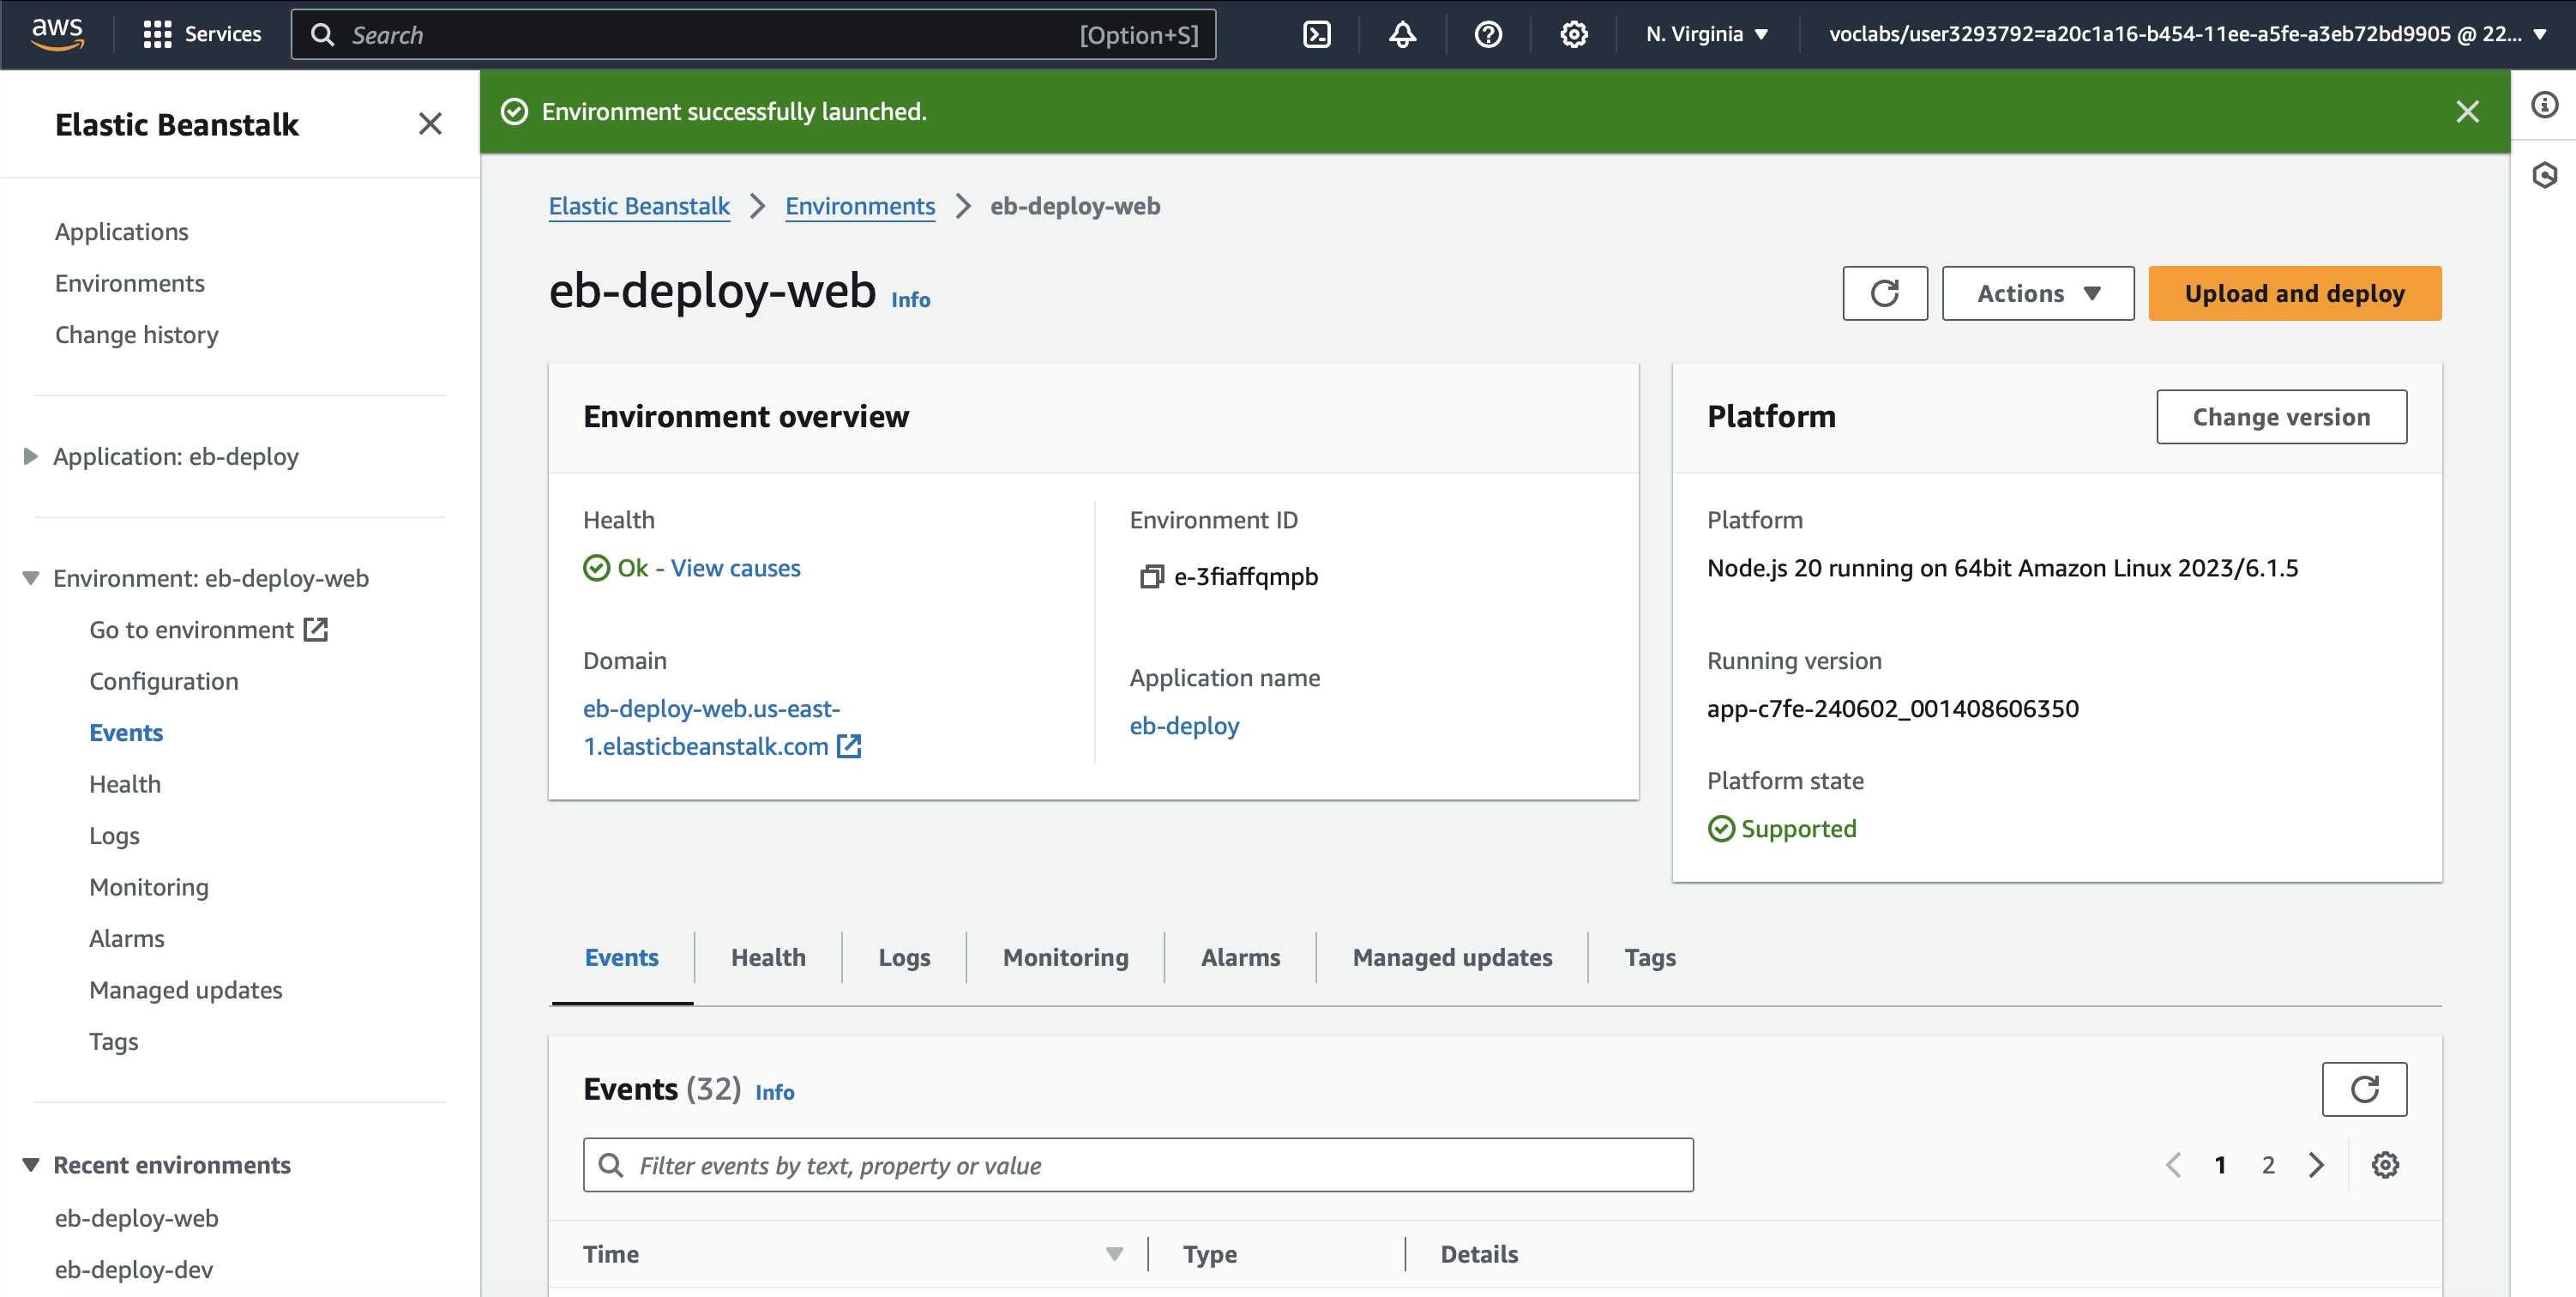 aws
Services
Search [Option+S]
N. Virginia
voclabs/user3293792=a20c1a16-b454-11ee-a5fe-a3eb72bd9905 @ 22...
Elastic Beanstalk
Applications
Environments
Change history
Application: eb-deploy
Environment: eb-deploy-web
Go to environment
Configuration
Events
Health
Logs
Monitoring
Alarms
Managed updates
Tags
Recent environments
eb-deploy-web
eb-deploy-dev
Environment successfully launched.
Elastic Beanstalk > Environments > eb-deploy-web
eb-deploy-web Info
Actions
Upload and deploy
Environment overview
Health
Ok - View causes
Domain
eb-deploy-web.us-east-
1.elasticbeanstalk.com
Environment ID
e-3fiaffqmpb
Application name
eb-deploy
Platform
Change version
Platform
Node.js 20 running on 64bit Amazon Linux 2023/6.1.5
Running version
app-c7fe-240602_001408606350
Platform state
Supported
Events Health Logs Monitoring Alarms Managed updates Tags
Events (32) Info
Filter events by text, property or value
1 2
Time Type Details